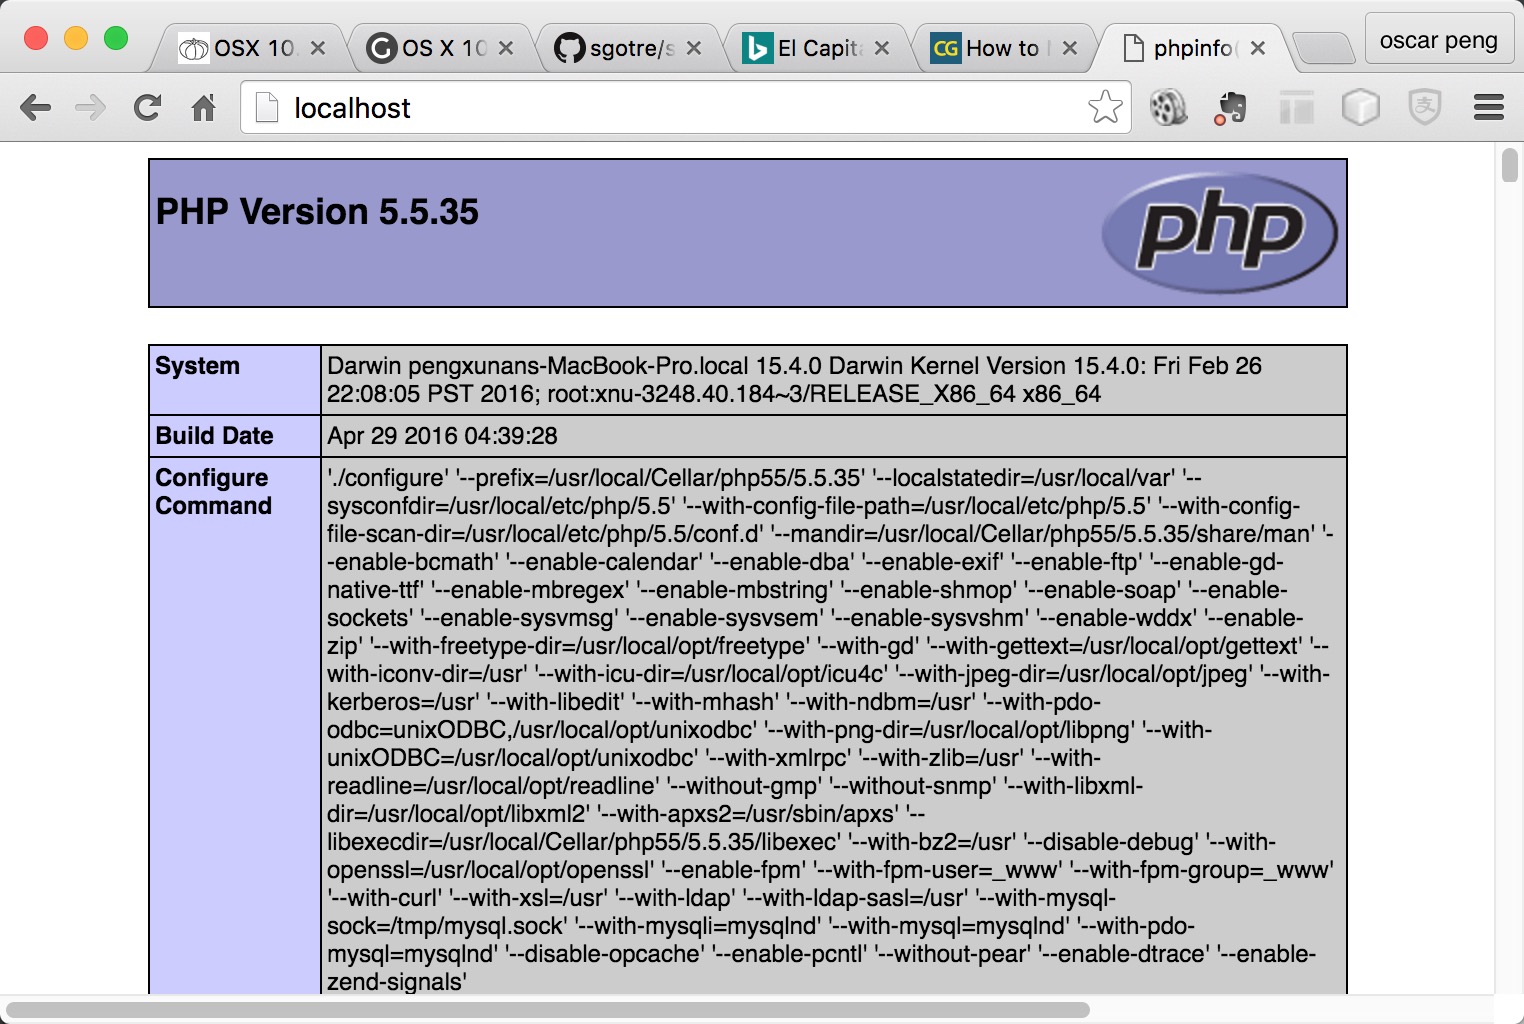 OSX 10.
OS X 10
sgotre/s
El Capit
How to
phpinfo(
oscar peng
localhost
PHP Version 5.5.35
php
System
Darwin pengxunans-MacBook-Pro.local 15.4.0 Darwin Kernel Version 15.4.0: Fri Feb 26
22:08:05 PST 2016; root:xnu-3248.40.184~3/RELEASE_X86_64 x86_64
Build Date
Apr 29 2016 04:39:28
Configure
Command
'./configure' '--prefix=/usr/local/Cellar/php55/5.5.35' '--localstatedir=/usr/local/var' '--
sysconfdir=/usr/local/etc/php/5.5' '--with-config-file-path=/usr/local/etc/php/5.5' '--with-config-
file-scan-dir=/usr/local/etc/php/5.5/conf.d' '--mandir=/usr/local/Cellar/php55/5.5.35/share/man' '-
-enable-bcmath' '--enable-calendar' '--enable-dba' '--enable-exif' '--enable-ftp' '--enable-gd-
native-ttf' '--enable-mbregex' '--enable-mbstring' '--enable-shmop' '--enable-soap' '--enable-
sockets' '--enable-sysvmsg' '--enable-sysvsem' '--enable-sysvshm' '--enable-wddx' '--enable-
zip' '--with-freetype-dir=/usr/local/opt/freetype' '--with-gd' '--with-gettext=/usr/local/opt/gettext' '--
with-iconv-dir=/usr' '--with-icu-dir=/usr/local/opt/icu4c' '--with-jpeg-dir=/usr/local/opt/jpeg' '--with-
kerberos=/usr' '--with-libedit' '--with-mhash' '--with-ndbm=/usr' '--with-pdo-
odbc=unixODBC,/usr/local/opt/unixodbc' '--with-png-dir=/usr/local/opt/libpng' '--with-
unixODBC=/usr/local/opt/unixodbc' '--with-xmlrpc' '--with-zlib=/usr' '--with-
readline=/usr/local/opt/readline' '--without-gmp' '--without-snmp' '--with-libxml-
dir=/usr/local/opt/libxml2' '--with-apxs2=/usr/sbin/apxs' '--
libexecdir=/usr/local/Cellar/php55/5.5.35/libexec' '--with-bz2=/usr' '--disable-debug' '--with-
openssl=/usr/local/opt/openssl' '--enable-fpm' '--with-fpm-user=_www' '--with-fpm-group=_www'
'--with-curl' '--with-xsl=/usr' '--with-ldap' '--with-ldap-sasl=/usr' '--with-mysql-
sock=/tmp/mysql.sock' '--with-mysqli=mysqlnd' '--with-mysql=mysqlnd' '--with-pdo-
mysql=mysqlnd' '--disable-opcache' '--enable-pcntl' '--without-pear' '--enable-dtrace' '--enable-
zend-signals'